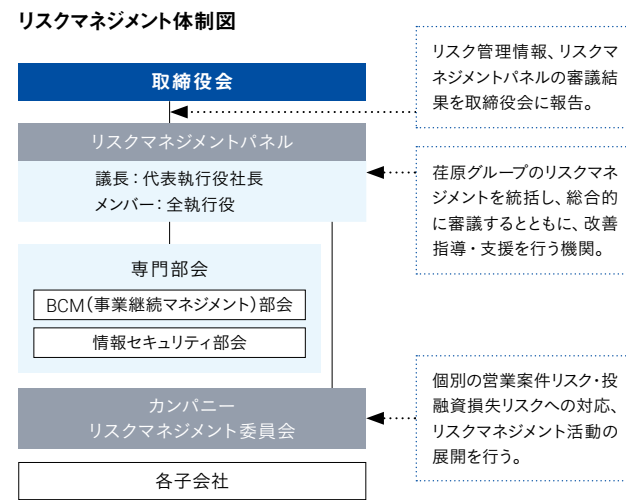 リスクマネジメント体制図
取締役会
リスク管理情報、リスクマ
ネジメントパネルの審議結
果を取締役会に報告。
リスクマネジメントパネル
議長：代表執行役社長
メンバー：全執行役
荏原グループのリスクマネ
ジメントを統括し、総合的
に審議するとともに、改善
指導・支援を行う機関。
専門部会
BCM（事業継続マネジメント）部会
情報セキュリティ部会
カンパニー
リスクマネジメント委員会
個別の営業案件リスク・投
融資損失リスクへの対応、
リスクマネジメント活動の
展開を行う。
各子会社